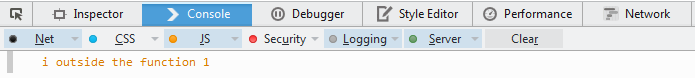 Inspector Console Debugger Style Editor Performance Network
Net CSS JS Security Logging Server Clear
i outside the function 1